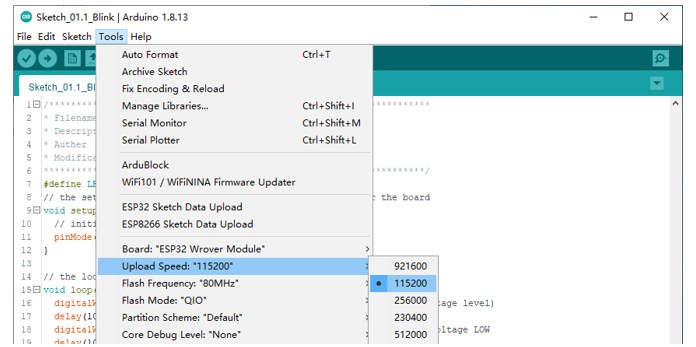 Sketch_01.1_Blink | Arduino 1.8.13
File Edit Sketch Tools Help
Auto Format Ctrl+T
Archive Sketch
Fix Encoding & Reload
Manage Libraries... Ctrl+Shift+I
Serial Monitor Ctrl+Shift+M
Serial Plotter Ctrl+Shift+L
ArduBlock
WiFi101 / WiFiNINA Firmware Updater
ESP32 Sketch Data Upload
ESP8266 Sketch Data Upload
Board: "ESP32 Wrover Module"
Upload Speed: "115200"
Flash Frequency: "80MHz"
Flash Mode: "QIO"
Partition Scheme: "Default"
Core Debug Level: "None"
921600
115200
256000
230400
512000
Sketch_01.1_Bl
1 /**********
2 * Filename
3 * Descript
4 * Auther
5 * Modifica
6 **********
7 #define LE
8 // the set r the board
9 void setup
10 // initi
11 pinMode(
12 }
13
14 // the loo
15 void loop(
16 digitalW tage level)
17 delay(10
18 digitalW oltage LOW
19 delay(10